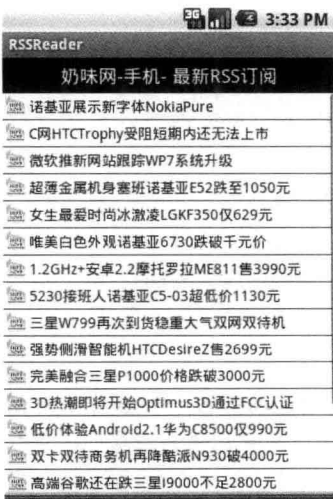 3G 3:33 PM
RSSReader
奶味网-手机- 最新RSS订阅
诺基亚展示新字体NokiaPure
C网HTCTrophy受阻短期内还无法上市
微软推新网站跟踪WP7系统升级
超薄金属机身塞班诺基亚E52跌至1050元
女生最爱时尚冰激凌LGKF350仅629元
唯美白色外观诺基亚6730跌破千元价
1.2GHz+安卓2.2摩托罗拉ME811售3990元
5230接班人诺基亚C5-03超低价1130元
三星W799再次到货稳重大气双网双待机
强势侧滑智能机HTCDesireZ售2699元
完美融合三星P1000价格跌破3000元
3D热潮即将开始Optimus3D通过FCC认证
低价体验Android2.1华为C8500仅990元
双卡双待商务机再降酷派N930破4000元
高端谷歌还在跌三星I9000不足2800元